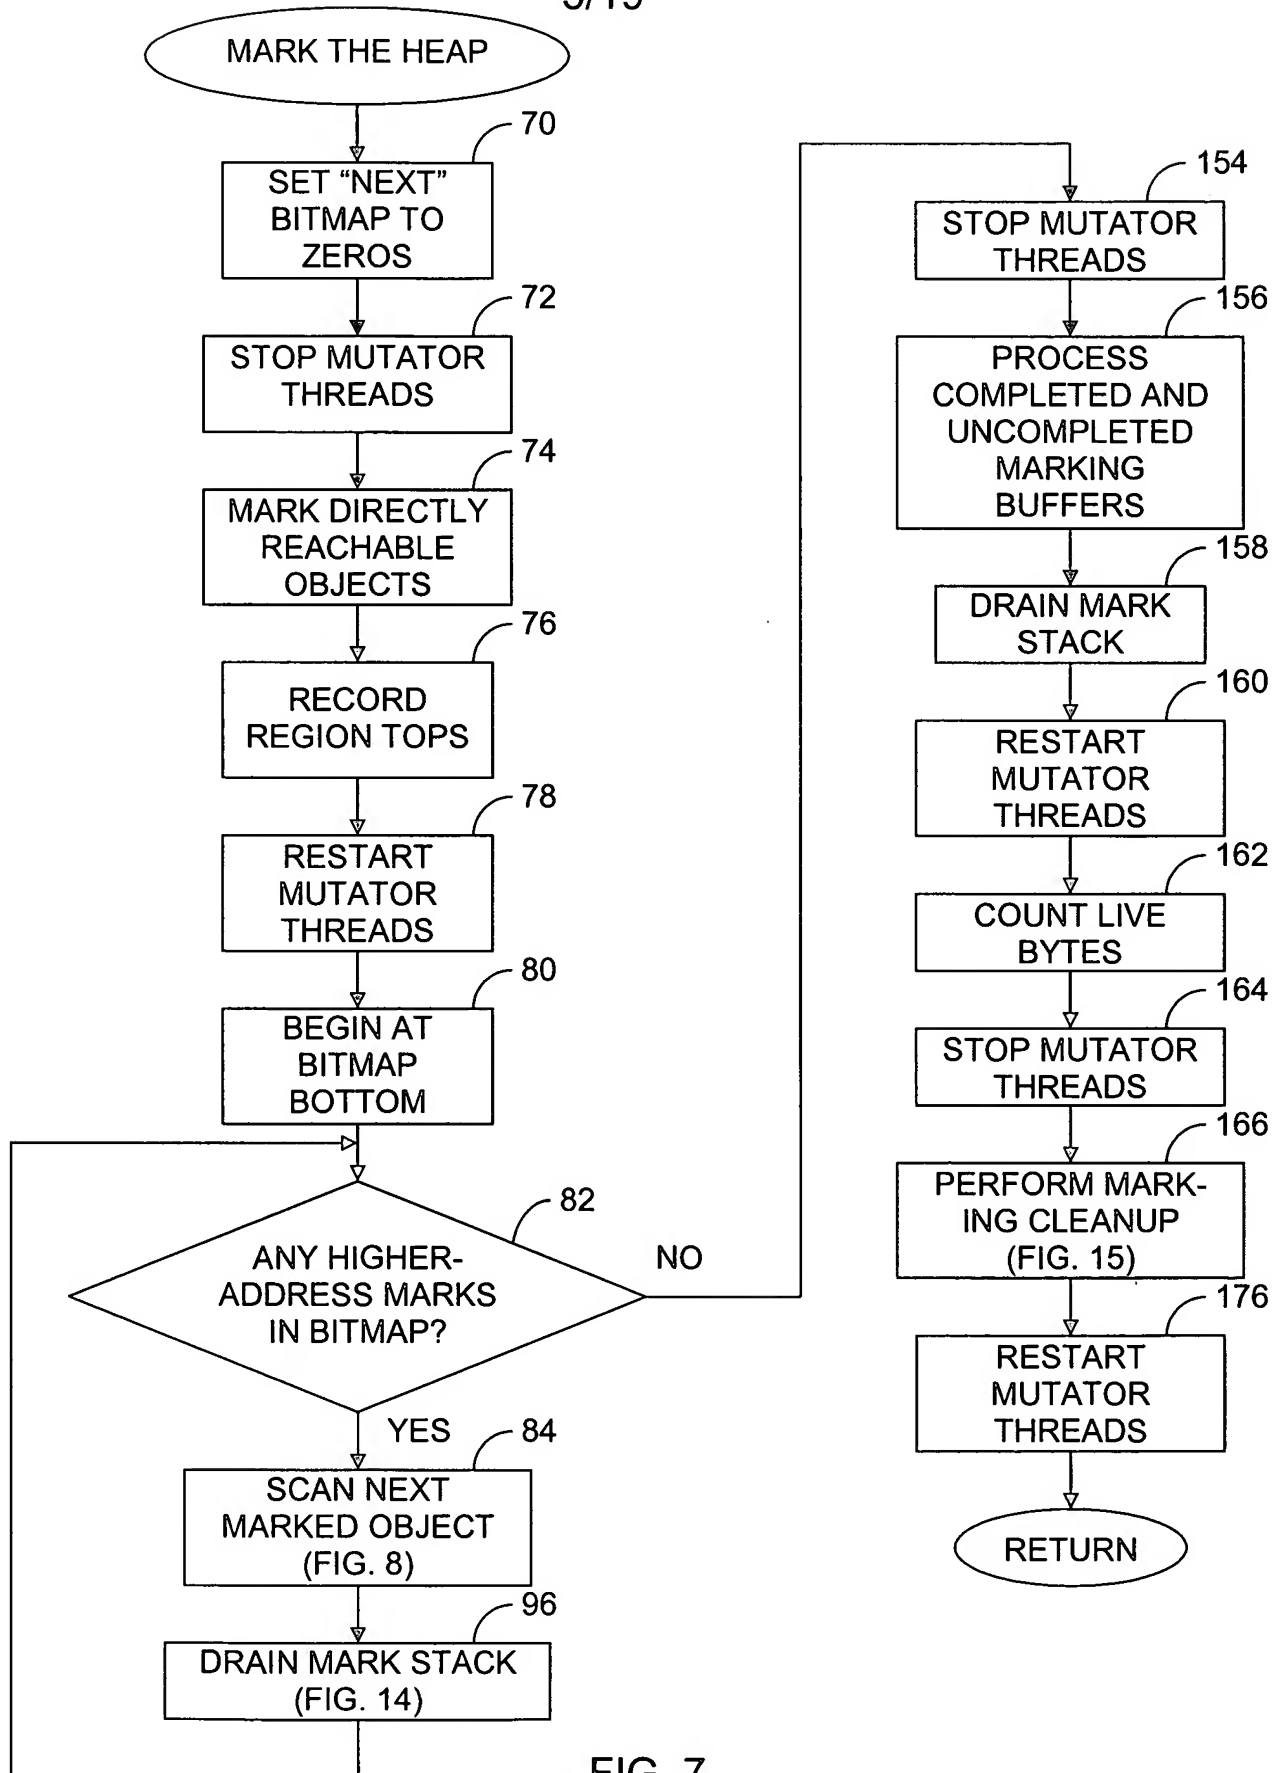 MARK THE HEAP
70
SET “NEXT”
BITMAP TO
ZEROS
72
STOP MUTATOR
THREADS
74
MARK DIRECTLY
REACHABLE
OBJECTS
76
RECORD
REGION TOPS
78
RESTART
MUTATOR
THREADS
80
BEGIN AT
BITMAP
BOTTOM
82
ANY HIGHER-
ADDRESS MARKS
IN BITMAP?
NO
YES
84
SCAN NEXT
MARKED OBJECT
(FIG. 8)
96
DRAIN MARK STACK
(FIG. 14)
154
STOP MUTATOR
THREADS
156
PROCESS
COMPLETED AND
UNCOMPLETED
MARKING
BUFFERS
158
DRAIN MARK
STACK
160
RESTART
MUTATOR
THREADS
162
COUNT LIVE
BYTES
164
STOP MUTATOR
THREADS
166
PERFORM MARK-
ING CLEANUP
(FIG. 15)
176
RESTART
MUTATOR
THREADS
RETURN
FIG. 7